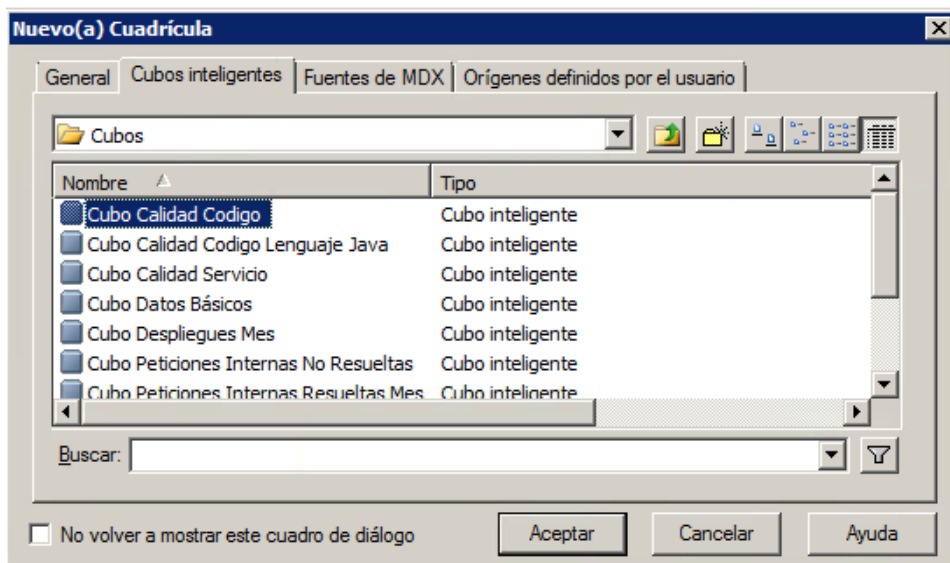 Nuevo(a) Cuadrícula
General Cubos inteligentes Fuentes de MDX Orígenes definidos por el usuario
Cubos
Nombre Tipo
Cubo Calidad Codigo Cubo inteligente
Cubo Calidad Codigo Lenguaje Java Cubo inteligente
Cubo Calidad Servicio Cubo inteligente
Cubo Datos Básicos Cubo inteligente
Cubo Despliegues Mes Cubo inteligente
Cubo Peticiones Internas No Resueltas Cubo inteligente
Cubo Peticiones Internas Resueltas Mes Cubo inteligente
Buscar:
No volver a mostrar este cuadro de diálogo Aceptar Cancelar Ayuda